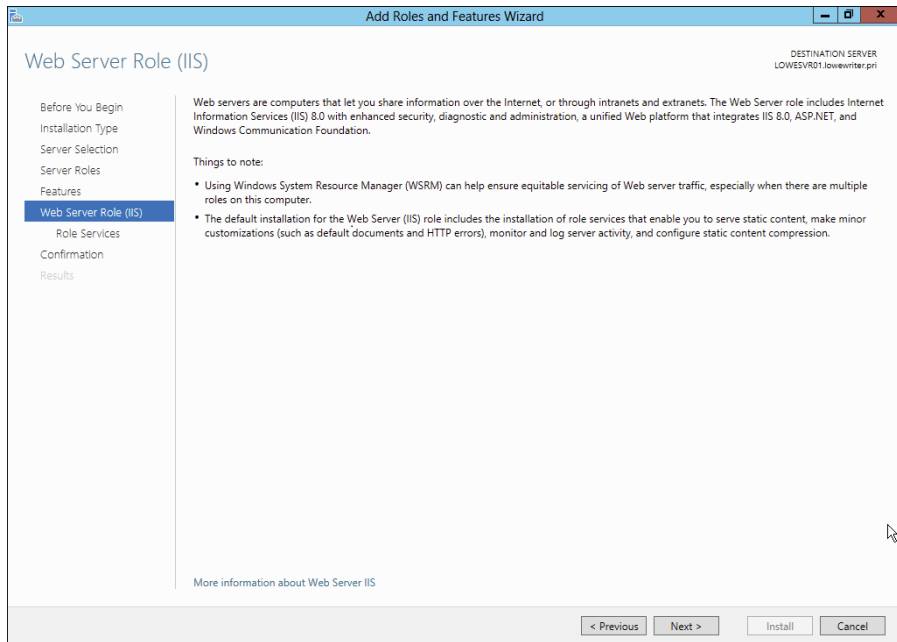 Add Roles and Features Wizard
Web Server Role (IIS)
DESTINATION SERVER
LOWESVR01.lowewriter.pri
Before You Begin
Installation Type
Server Selection
Server Roles
Features
Web Server Role (IIS)
Role Services
Confirmation
Results
Web servers are computers that let you share information over the Internet, or through intranets and extranets. The Web Server role includes Internet
Information Services (IIS) 8.0 with enhanced security, diagnostic and administration, a unified Web platform that integrates IIS 8.0, ASP.NET, and
Windows Communication Foundation.
Things to note:
• Using Windows System Resource Manager (WSRM) can help ensure equitable servicing of Web server traffic, especially when there are multiple
roles on this computer.
• The default installation for the Web Server (IIS) role includes the installation of role services that enable you to serve static content, make minor
customizations (such as default documents and HTTP errors), monitor and log server activity, and configure static content compression.
More information about Web Server IIS
< Previous
Next >
Install
Cancel